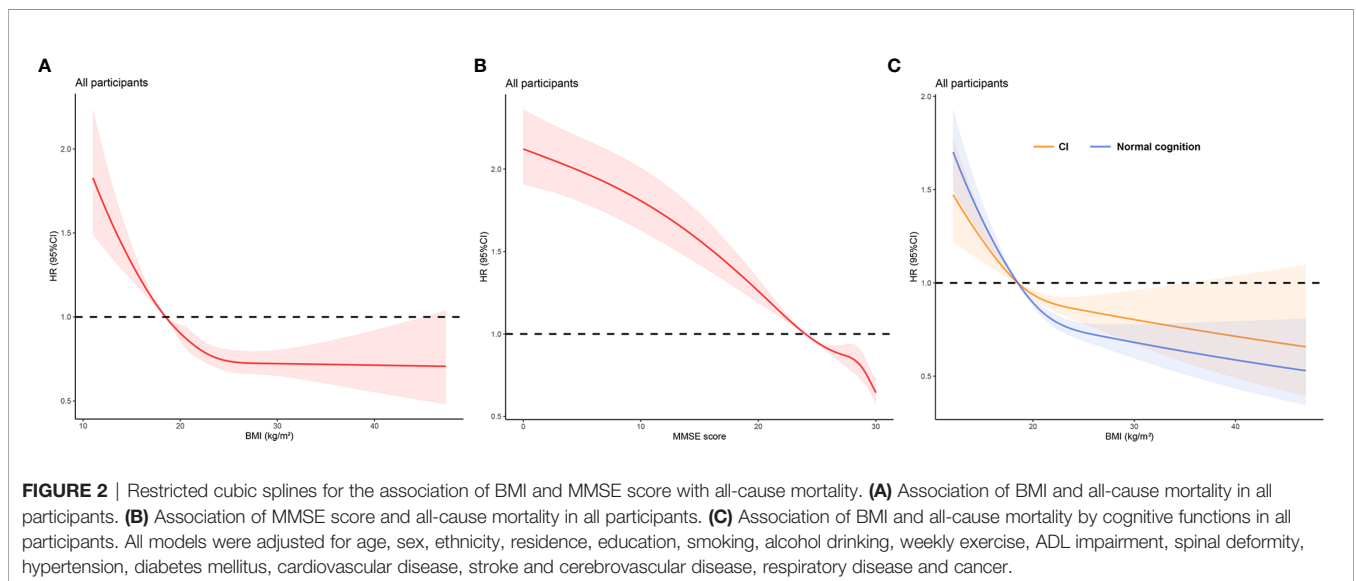 A
All participants
2.0
1.5
1.0
0.5
HR (95%CI)
10
20
30
40
BMI (kg/m²)
B
All participants
2.0
1.5
1.0
0.5
HR (95%CI)
0
10
20
30
MMSE score
C
All participants
2.0
1.5
1.0
0.5
HR (95%CI)
CI
Normal cognition
20
30
40
BMI (kg/m²)
FIGURE 2 | Restricted cubic splines for the association of BMI and MMSE score with all-cause mortality. (A) Association of BMI and all-cause mortality in all
participants. (B) Association of MMSE score and all-cause mortality in all participants. (C) Association of BMI and all-cause mortality by cognitive functions in all
participants. All models were adjusted for age, sex, ethnicity, residence, education, smoking, alcohol drinking, weekly exercise, ADL impairment, spinal deformity,
hypertension, diabetes mellitus, cardiovascular disease, stroke and cerebrovascular disease, respiratory disease and cancer.